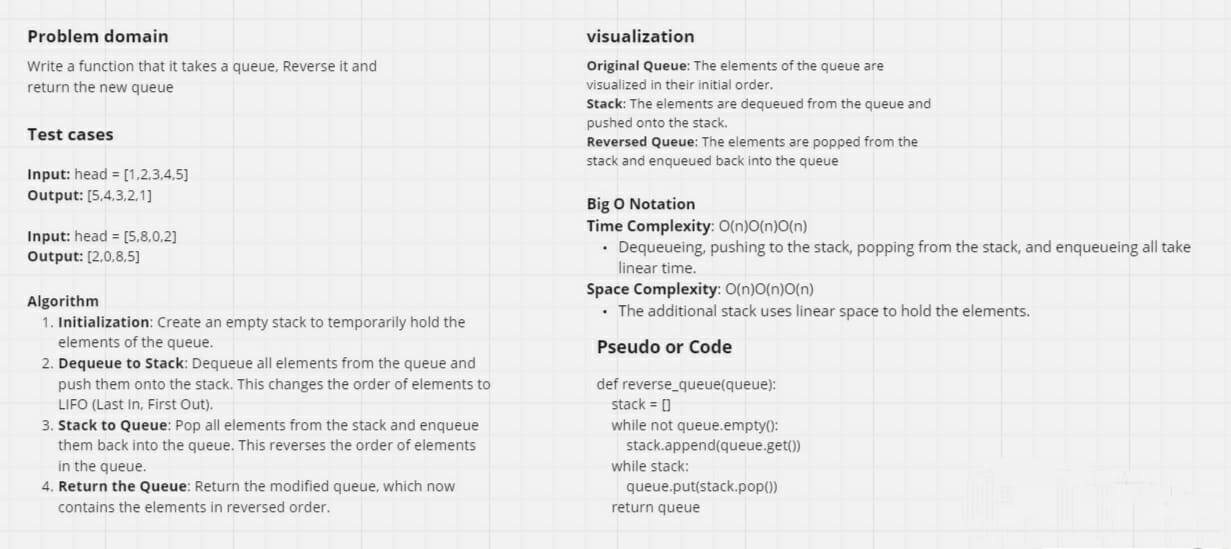 Problem domain
Write a function that it takes a queue, Reverse it and
return the new queue
Test cases
Input: head = [1,2,3,4,5]
Output: [5,4,3,2,1]
Input: head = [5,8,0,2]
Output: [2,0,8,5]
Algorithm
1. Initialization: Create an empty stack to temporarily hold the
elements of the queue.
2. Dequeue to Stack: Dequeue all elements from the queue and
push them onto the stack. This changes the order of elements to
LIFO (Last In, First Out).
3. Stack to Queue: Pop all elements from the stack and enqueue
them back into the queue. This reverses the order of elements
in the queue.
4. Return the Queue: Return the modified queue, which now
contains the elements in reversed order.
visualization
Original Queue: The elements of the queue are
visualized in their initial order.
Stack: The elements are dequeued from the queue and
pushed onto the stack.
Reversed Queue: The elements are popped from the
stack and enqueued back into the queue
Big O Notation
Time Complexity: O(n)O(n)O(n)
• Dequeueing, pushing to the stack, popping from the stack, and enqueueing all take
linear time.
Space Complexity: O(n)O(n)O(n)
• The additional stack uses linear space to hold the elements.
Pseudo or Code
def reverse_queue(queue):
stack = []
while not queue.empty():
stack.append(queue.get())
while stack:
queue.put(stack.pop())
return queue